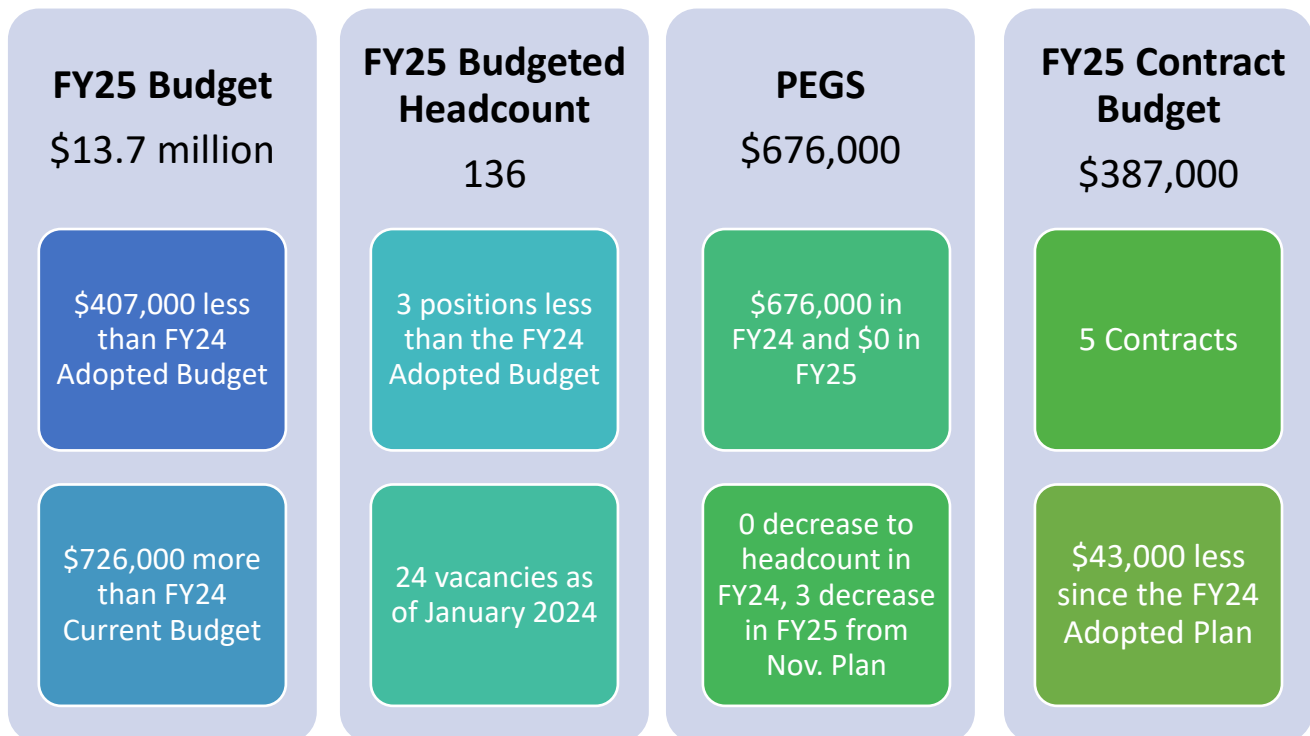 FY25 Budget
$13.7 million
$407,000 less
than FY24
Adopted Budget
$726,000 more
than FY24
Current Budget
FY25 Budgeted
Headcount
136
3 positions less
than the FY24
Adopted Budget
24 vacancies as
of January 2024
PEGS
$676,000
$676,000 in
FY24 and $0 in
FY25
0 decrease to
headcount in
FY24, 3 decrease
in FY25 from
Nov. Plan
FY25 Contract
Budget
$387,000
5 Contracts
$43,000 less
since the FY24
Adopted Plan